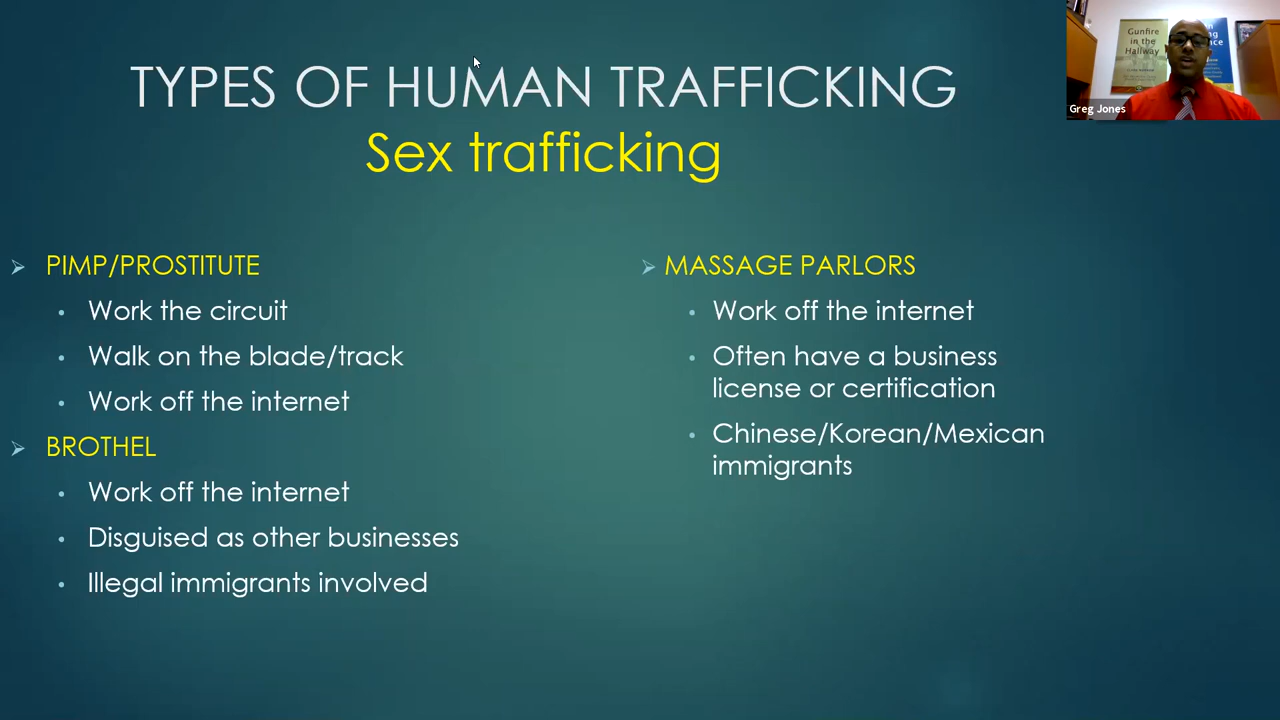 TYPES OF HUMAN TRAFFICKING
Sex trafficking
PIMP/PROSTITUTE
Work the circuit
Walk on the blade/track
Work off the internet
BROTHEL
Work off the internet
Disguised as other businesses
Illegal immigrants involved
MASSAGE PARLORS
Work off the internet
Often have a business
license or certification
Chinese/Korean/Mexican
immigrants
Gunfire
in the
Hallway
Greg Jones